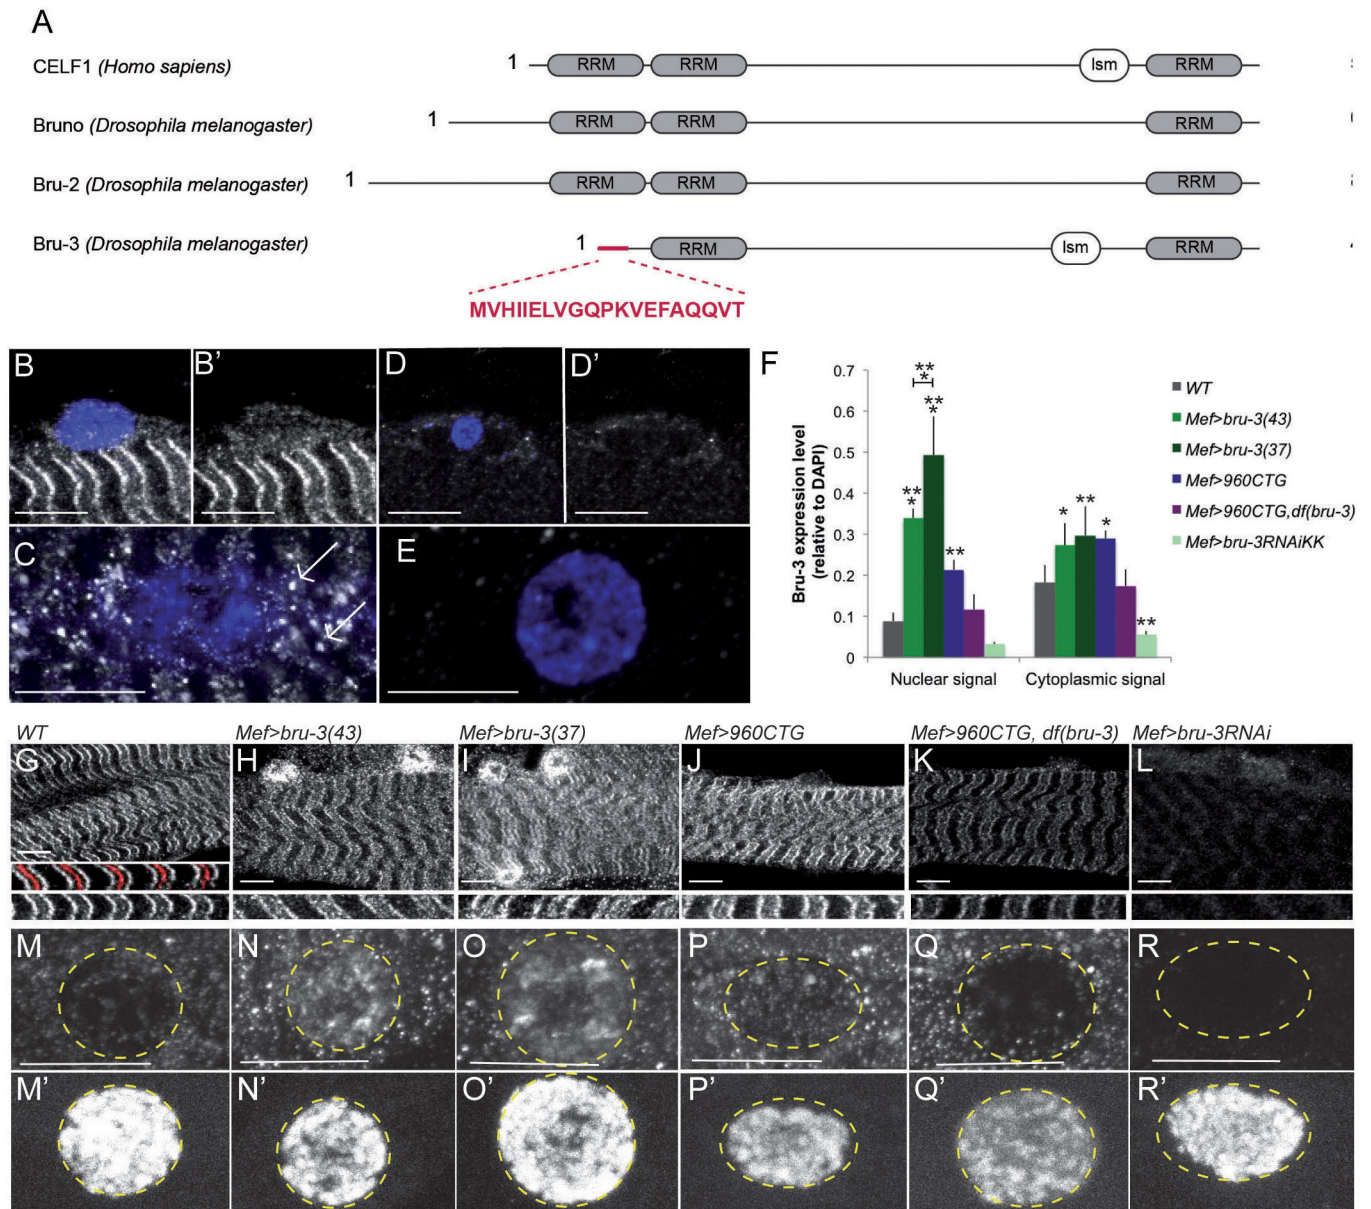 A
CELF1 (Homo sapiens)
1
RRM
RRM
lsm
RRM
Bruno (Drosophila melanogaster)
1
RRM
RRM
RRM
Bru-2 (Drosophila melanogaster)
1
RRM
RRM
RRM
Bru-3 (Drosophila melanogaster)
1
RRM
lsm
RRM
MVHIIELVGQPKVEFAQQVT
B
B'
D
D'
C
E
F
Bru-3 expression level
(relative to DAPI)
0.7
0.6
0.5
0.4
0.3
0.2
0.1
0
**
*
**
*
**
*
**
*
**
*
**
Nuclear signal
Cytoplasmic signal
WT
Mef>bru-3(43)
Mef>bru-3(37)
Mef>960CTG
Mef>960CTG,df(bru-3)
Mef>bru-3RNAiKK
WT
Mef>bru-3(43)
Mef>bru-3(37)
Mef>960CTG
Mef>960CTG, df(bru-3)
Mef>bru-3RNAi
G
H
I
J
K
L
M
N
O
P
Q
R
M'
N'
O'
P'
Q'
R'